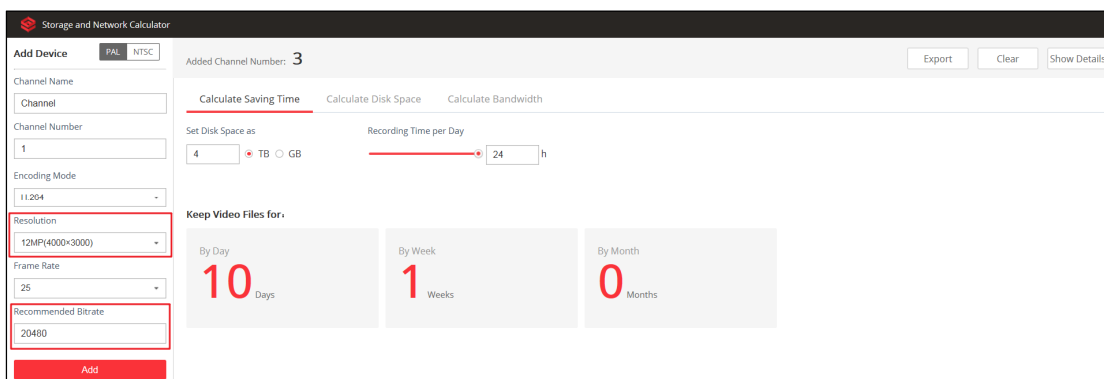 Storage and Network Calculator
Add Device PAL NTSC
Channel Name
Channel
Channel Number
1
Encoding Mode
H.264
Resolution
12MP(4000×3000)
Frame Rate
25
Recommended Bitrate
20480
Add
Added Channel Number: 3
Export Clear Show Details
Calculate Saving Time Calculate Disk Space Calculate Bandwidth
Set Disk Space as Recording Time per Day
4 TB GB 24 h
Keep Video Files for
By Day By Week By Month
10 Days 1 Weeks 0 Months